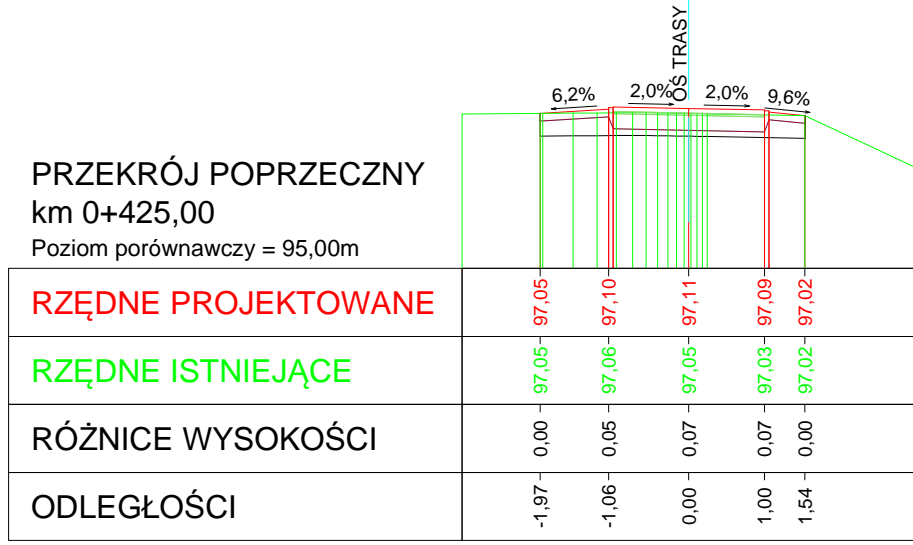 OŚ TRASY
6,2% 2,0% 2,0% 9,6%
PRZEKRÓJ POPRZECZNY
km 0+425,00
Poziom porównawczy = 95,00m
RZĘDNE PROJEKTOWANE 97,05 97,10 97,11 97,09 97,02
RZĘDNE ISTNIEJĄCE 97,05 97,06 97,05 97,03 97,02
RÓŻNICE WYSOKOŚCI 0,00 0,05 0,07 0,07 0,00
ODLEGŁOŚCI -1,97 -1,06 0,00 1,00 1,54